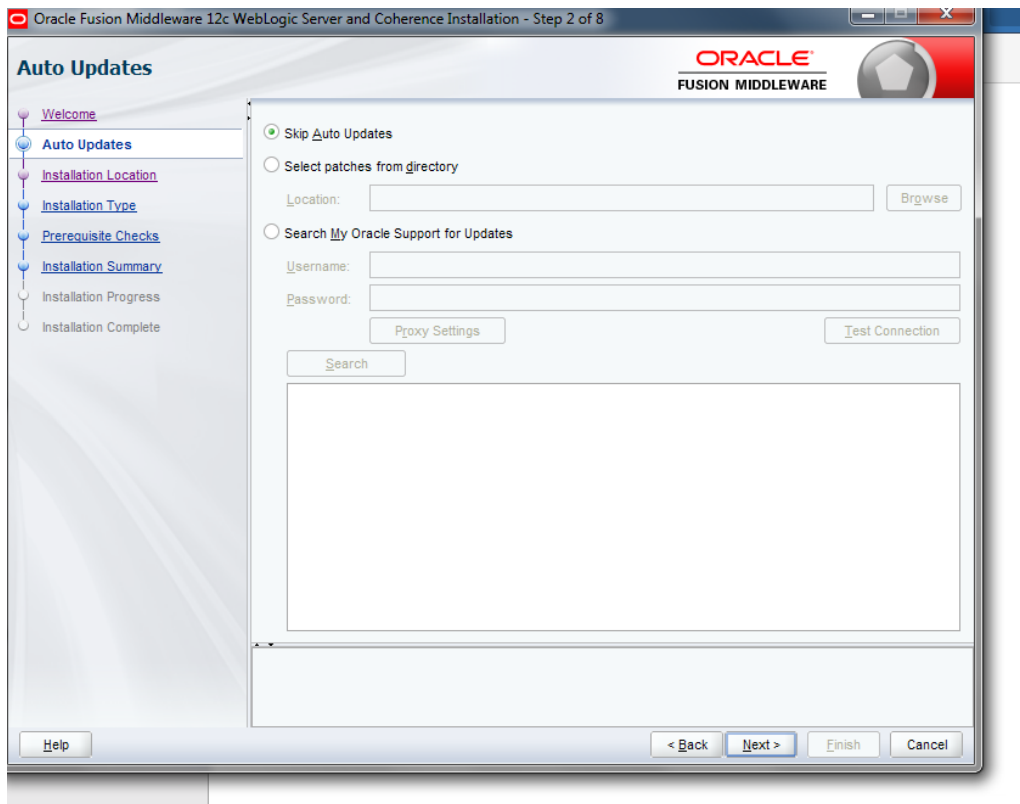 Oracle Fusion Middleware 12c WebLogic Server and Coherence Installation - Step 2 of 8
Auto Updates
ORACLE
FUSION MIDDLEWARE
Welcome
Auto Updates
Installation Location
Installation Type
Prerequisite Checks
Installation Summary
Installation Progress
Installation Complete
Skip Auto Updates
Select patches from directory
Location:
Browse
Search My Oracle Support for Updates
Username:
Password:
Proxy Settings
Test Connection
Search
Help
< Back
Next >
Finish
Cancel